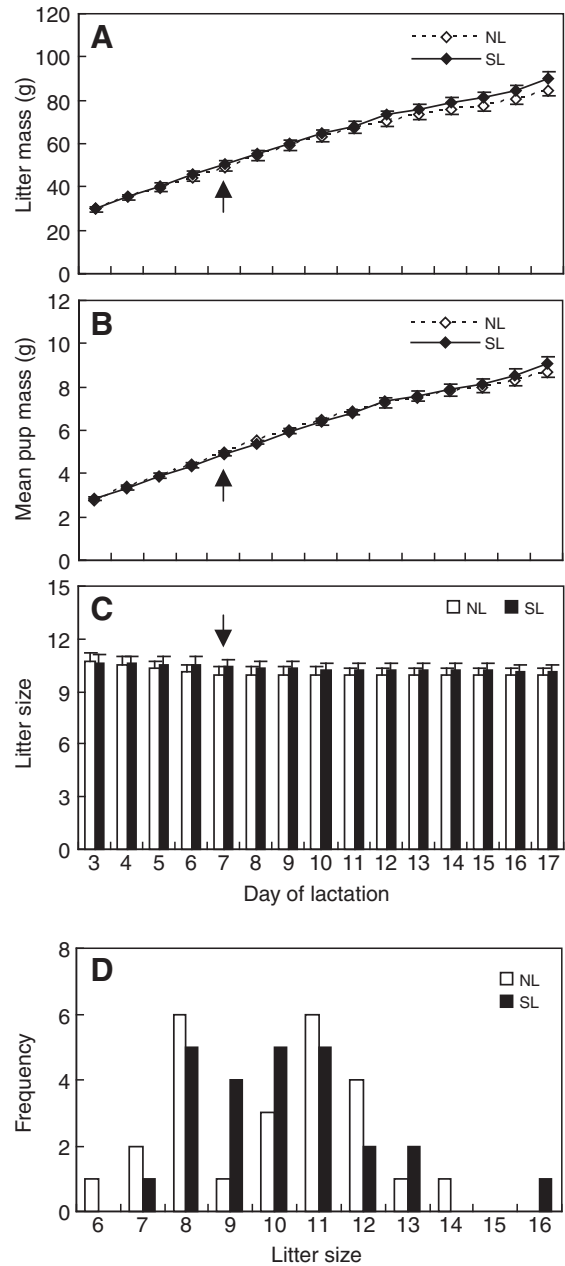 A
NL
SL
Litter mass (g)
120
100
80
60
40
20
0
B
NL
SL
Mean pup mass (g)
12
10
8
6
4
2
0
C
NL SL
Litter size
15
12
9
6
3
0
3 4 5 6 7 8 9 10 11 12 13 14 15 16 17
Day of lactation
D
NL
SL
Frequency
8
6
4
2
0
6 7 8 9 10 11 12 13 14 15 16
Litter size